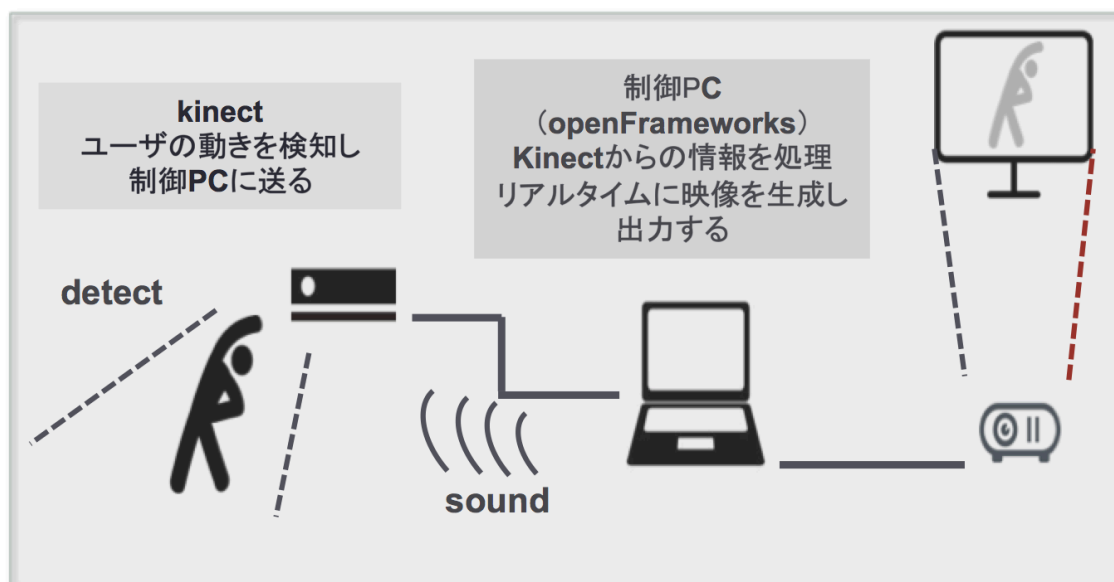 kinect
ユーザの動きを検知し
制御PCに送る
制御PC
（openFrameworks）
Kinectからの情報を処理
リアルタイムに映像を生成し
出力する
detect
sound